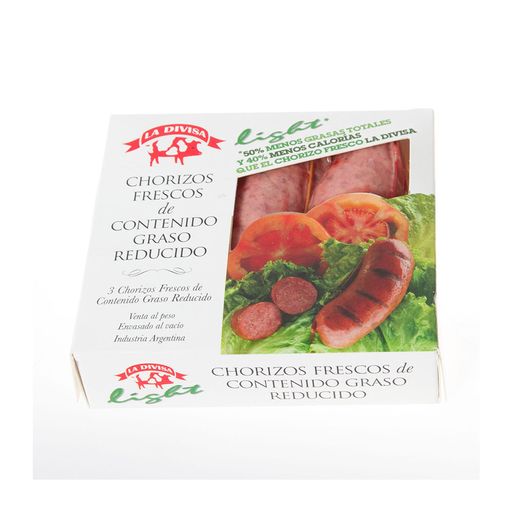 LA DIVISA
light*
*50% MENOS GRASAS TOTALES
Y 40% MENOS CALORÍAS
QUE EL CHORIZO FRESCO LA DIVISA
CHORIZOS
FRESCOS
de
CONTENIDO
GRASO
REDUCIDO
3 Chorizos Frescos de
Contenido Graso Reducido
Venta al peso
Envasado al vacío
Industria Argentina
LA DIVISA
light
CHORIZOS FRESCOS de
CONTENIDO GRASO
REDUCIDO